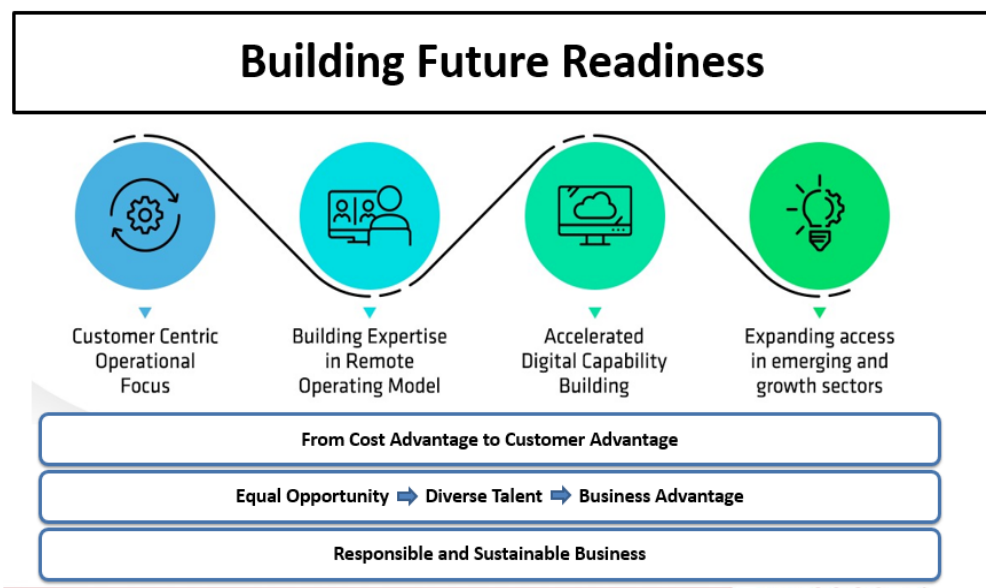 Building Future Readiness
Customer Centric
Operational
Focus
Building Expertise
in Remote
Operating Model
Accelerated
Digital Capability
Building
Expanding access
in emerging and
growth sectors
From Cost Advantage to Customer Advantage
Equal Opportunity Diverse Talent Business Advantage
Responsible and Sustainable Business